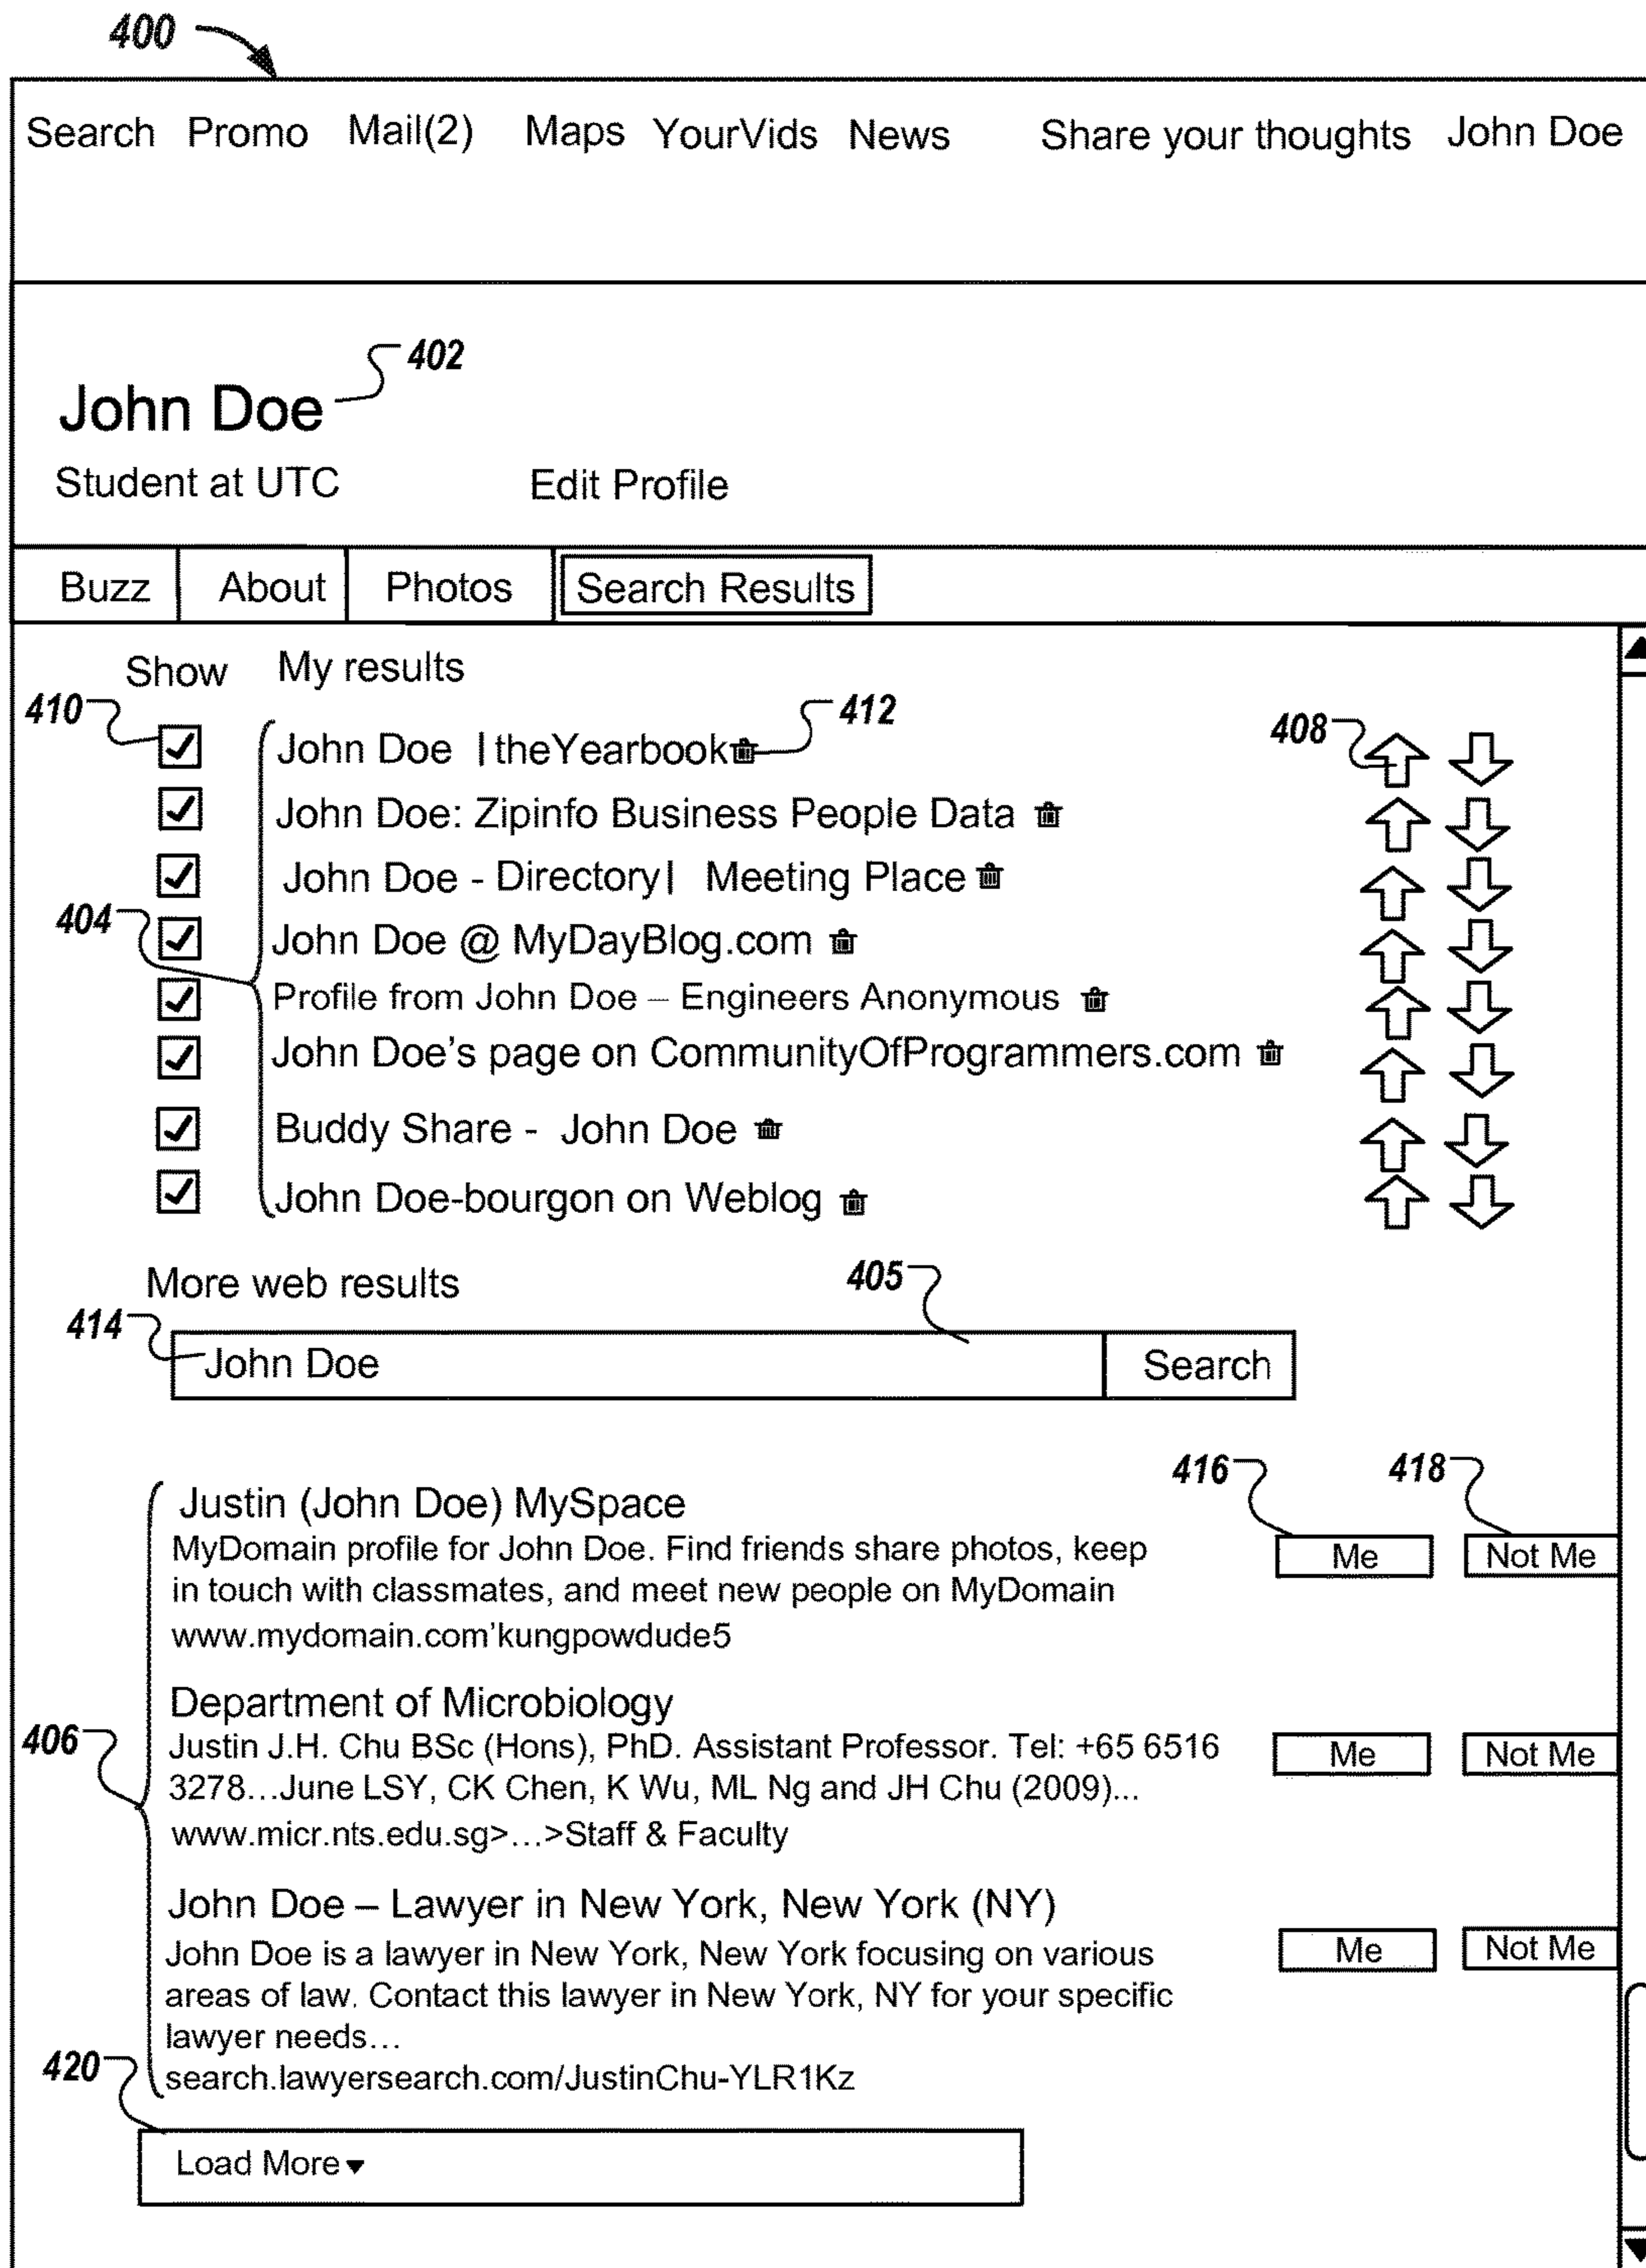 400
Search Promo Mail(2) Maps YourVids News Share your thoughts John Doe
402
John Doe
Student at UTC Edit Profile
Buzz About Photos Search Results
Show My results
410 412 408
John Doe | theYearbook
John Doe: Zipinfo Business People Data
John Doe - Directory| Meeting Place
404
John Doe @ MyDayBlog.com
Profile from John Doe – Engineers Anonymous
John Doe's page on CommunityOfProgrammers.com
Buddy Share - John Doe
John Doe-bourgon on Weblog
More web results 405
414
John Doe Search
416 418
Justin (John Doe) MySpace
MyDomain profile for John Doe. Find friends share photos, keep Me Not Me
in touch with classmates, and meet new people on MyDomain
www.mydomain.com'kungpowdude5
Department of Microbiology
406
Justin J.H. Chu BSc (Hons), PhD. Assistant Professor. Tel: +65 6516 Me Not Me
3278...June LSY, CK Chen, K Wu, ML Ng and JH Chu (2009)...
www.micr.nts.edu.sg>...>Staff & Faculty
John Doe – Lawyer in New York, New York (NY)
John Doe is a lawyer in New York, New York focusing on various Me Not Me
areas of law. Contact this lawyer in New York, NY for your specific
lawyer needs...
420
search.lawyersearch.com/JustinChu-YLR1Kz
Load More